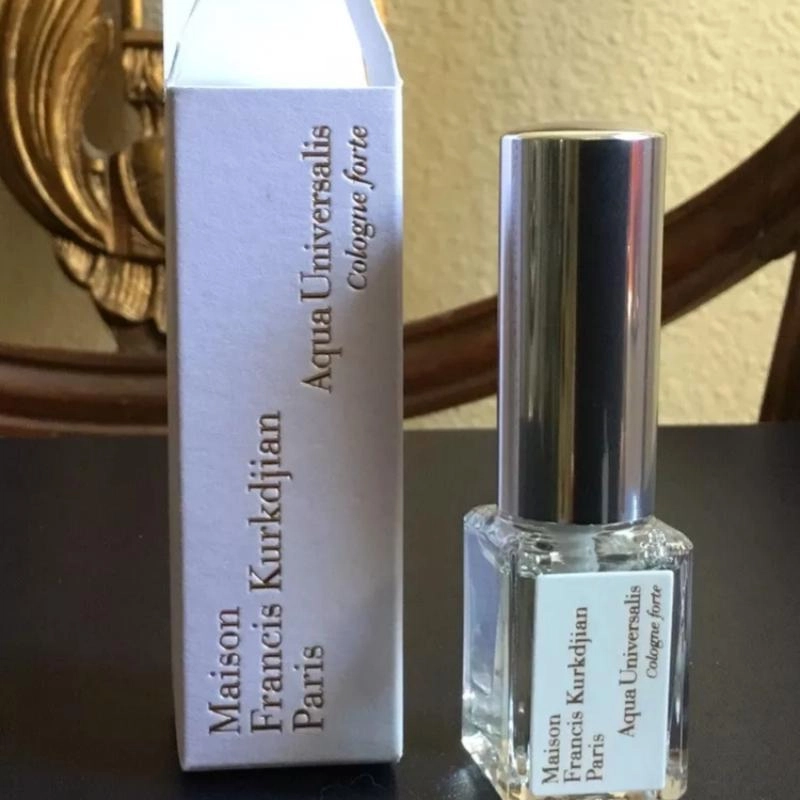 Maison
Francis Kurkdjian
Paris
Aqua Universalis
Cologne forte
Maison
Francis Kurkdjian
Paris
Aqua Universalis
Cologne forte